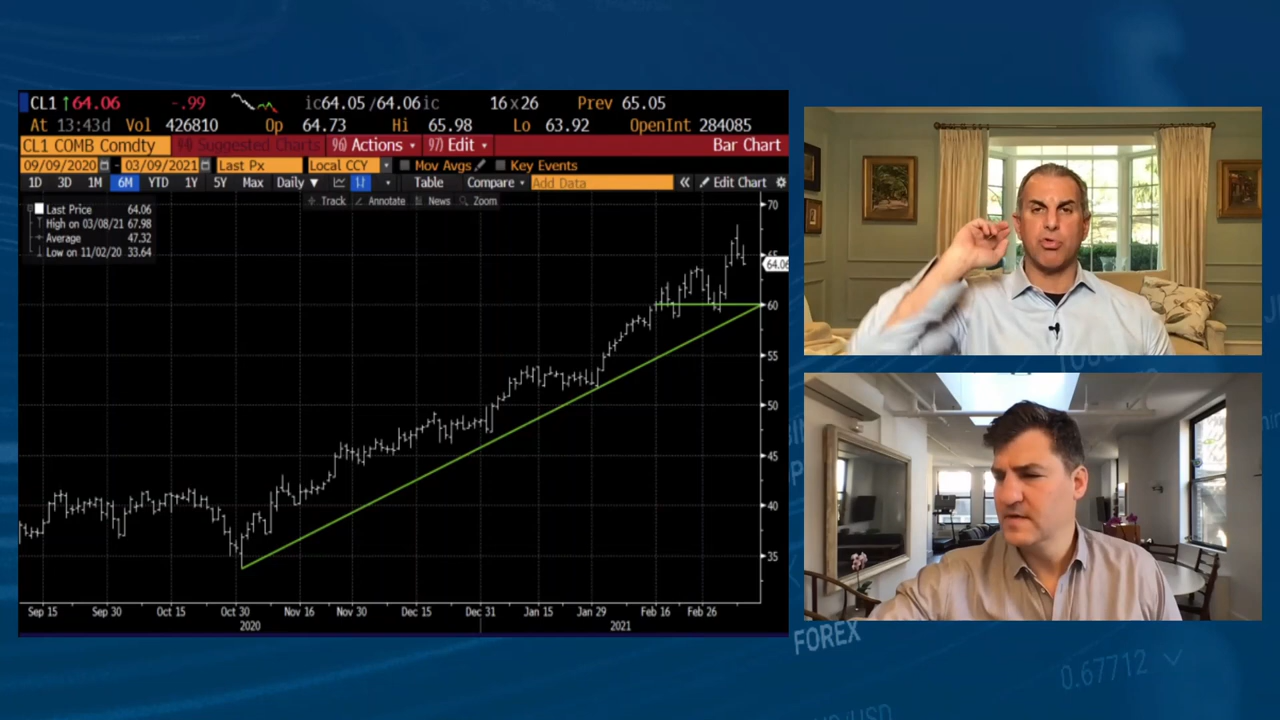 CL1 ↑64.06 -.99 ic64.05/64.06ic 16x26 Prev 65.05
At 13:43d Vol 426810 Op 64.73 Hi 65.98 Lo 63.92 OpenInt 284085
CL1 COMB Comdty 98) Suggested Charts 96) Actions 97) Edit Bar Chart
09/09/2020 - 03/09/2021 Last Px Local CCY Mov Avgs Key Events
1D 3D 1M 6M YTD 1Y 5Y Max Daily ▼ Table Compare Add Data « Edit Chart
Track Annotate News Zoom
Last Price 64.06
High on 03/08/21 67.98
Average 47.32
Low on 11/02/20 33.64
70
65
64.06
60
55
50
45
40
35
Sep 15 Sep 30 Oct 15 Oct 30 Nov 16 Nov 30 Dec 15 Dec 31 Jan 15 Jan 29 Feb 16 Feb 26
2020 2021
FOREX
0.67712